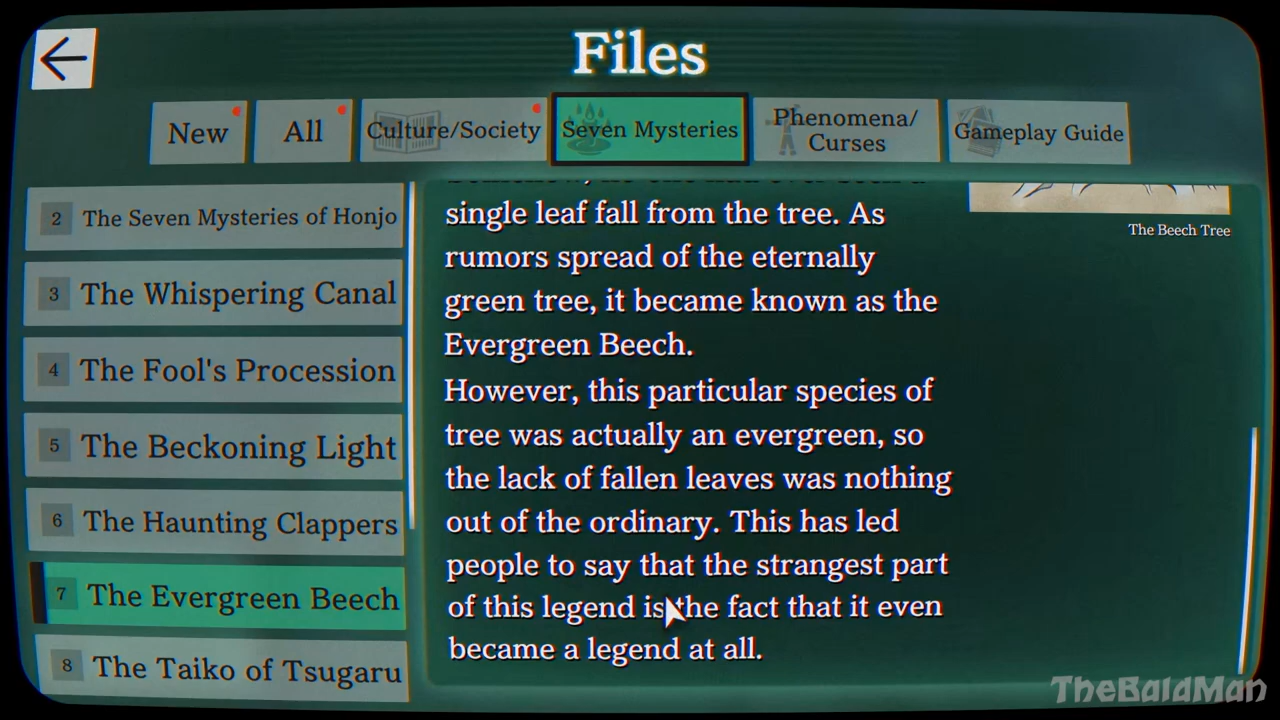 Files
New
All
Culture/Society
Seven Mysteries
Phenomena/
Curses
Gameplay Guide
2 The Seven Mysteries of Honjo
3 The Whispering Canal
4 The Fool's Procession
5 The Beckoning Light
6 The Haunting Clappers
7 The Evergreen Beech
8 The Taiko of Tsugaru
single leaf fall from the tree. As
rumors spread of the eternally
green tree, it became known as the
Evergreen Beech.
However, this particular species of
tree was actually an evergreen, so
the lack of fallen leaves was nothing
out of the ordinary. This has led
people to say that the strangest part
of this legend is the fact that it even
became a legend at all.
The Beech Tree
TheBaldMan